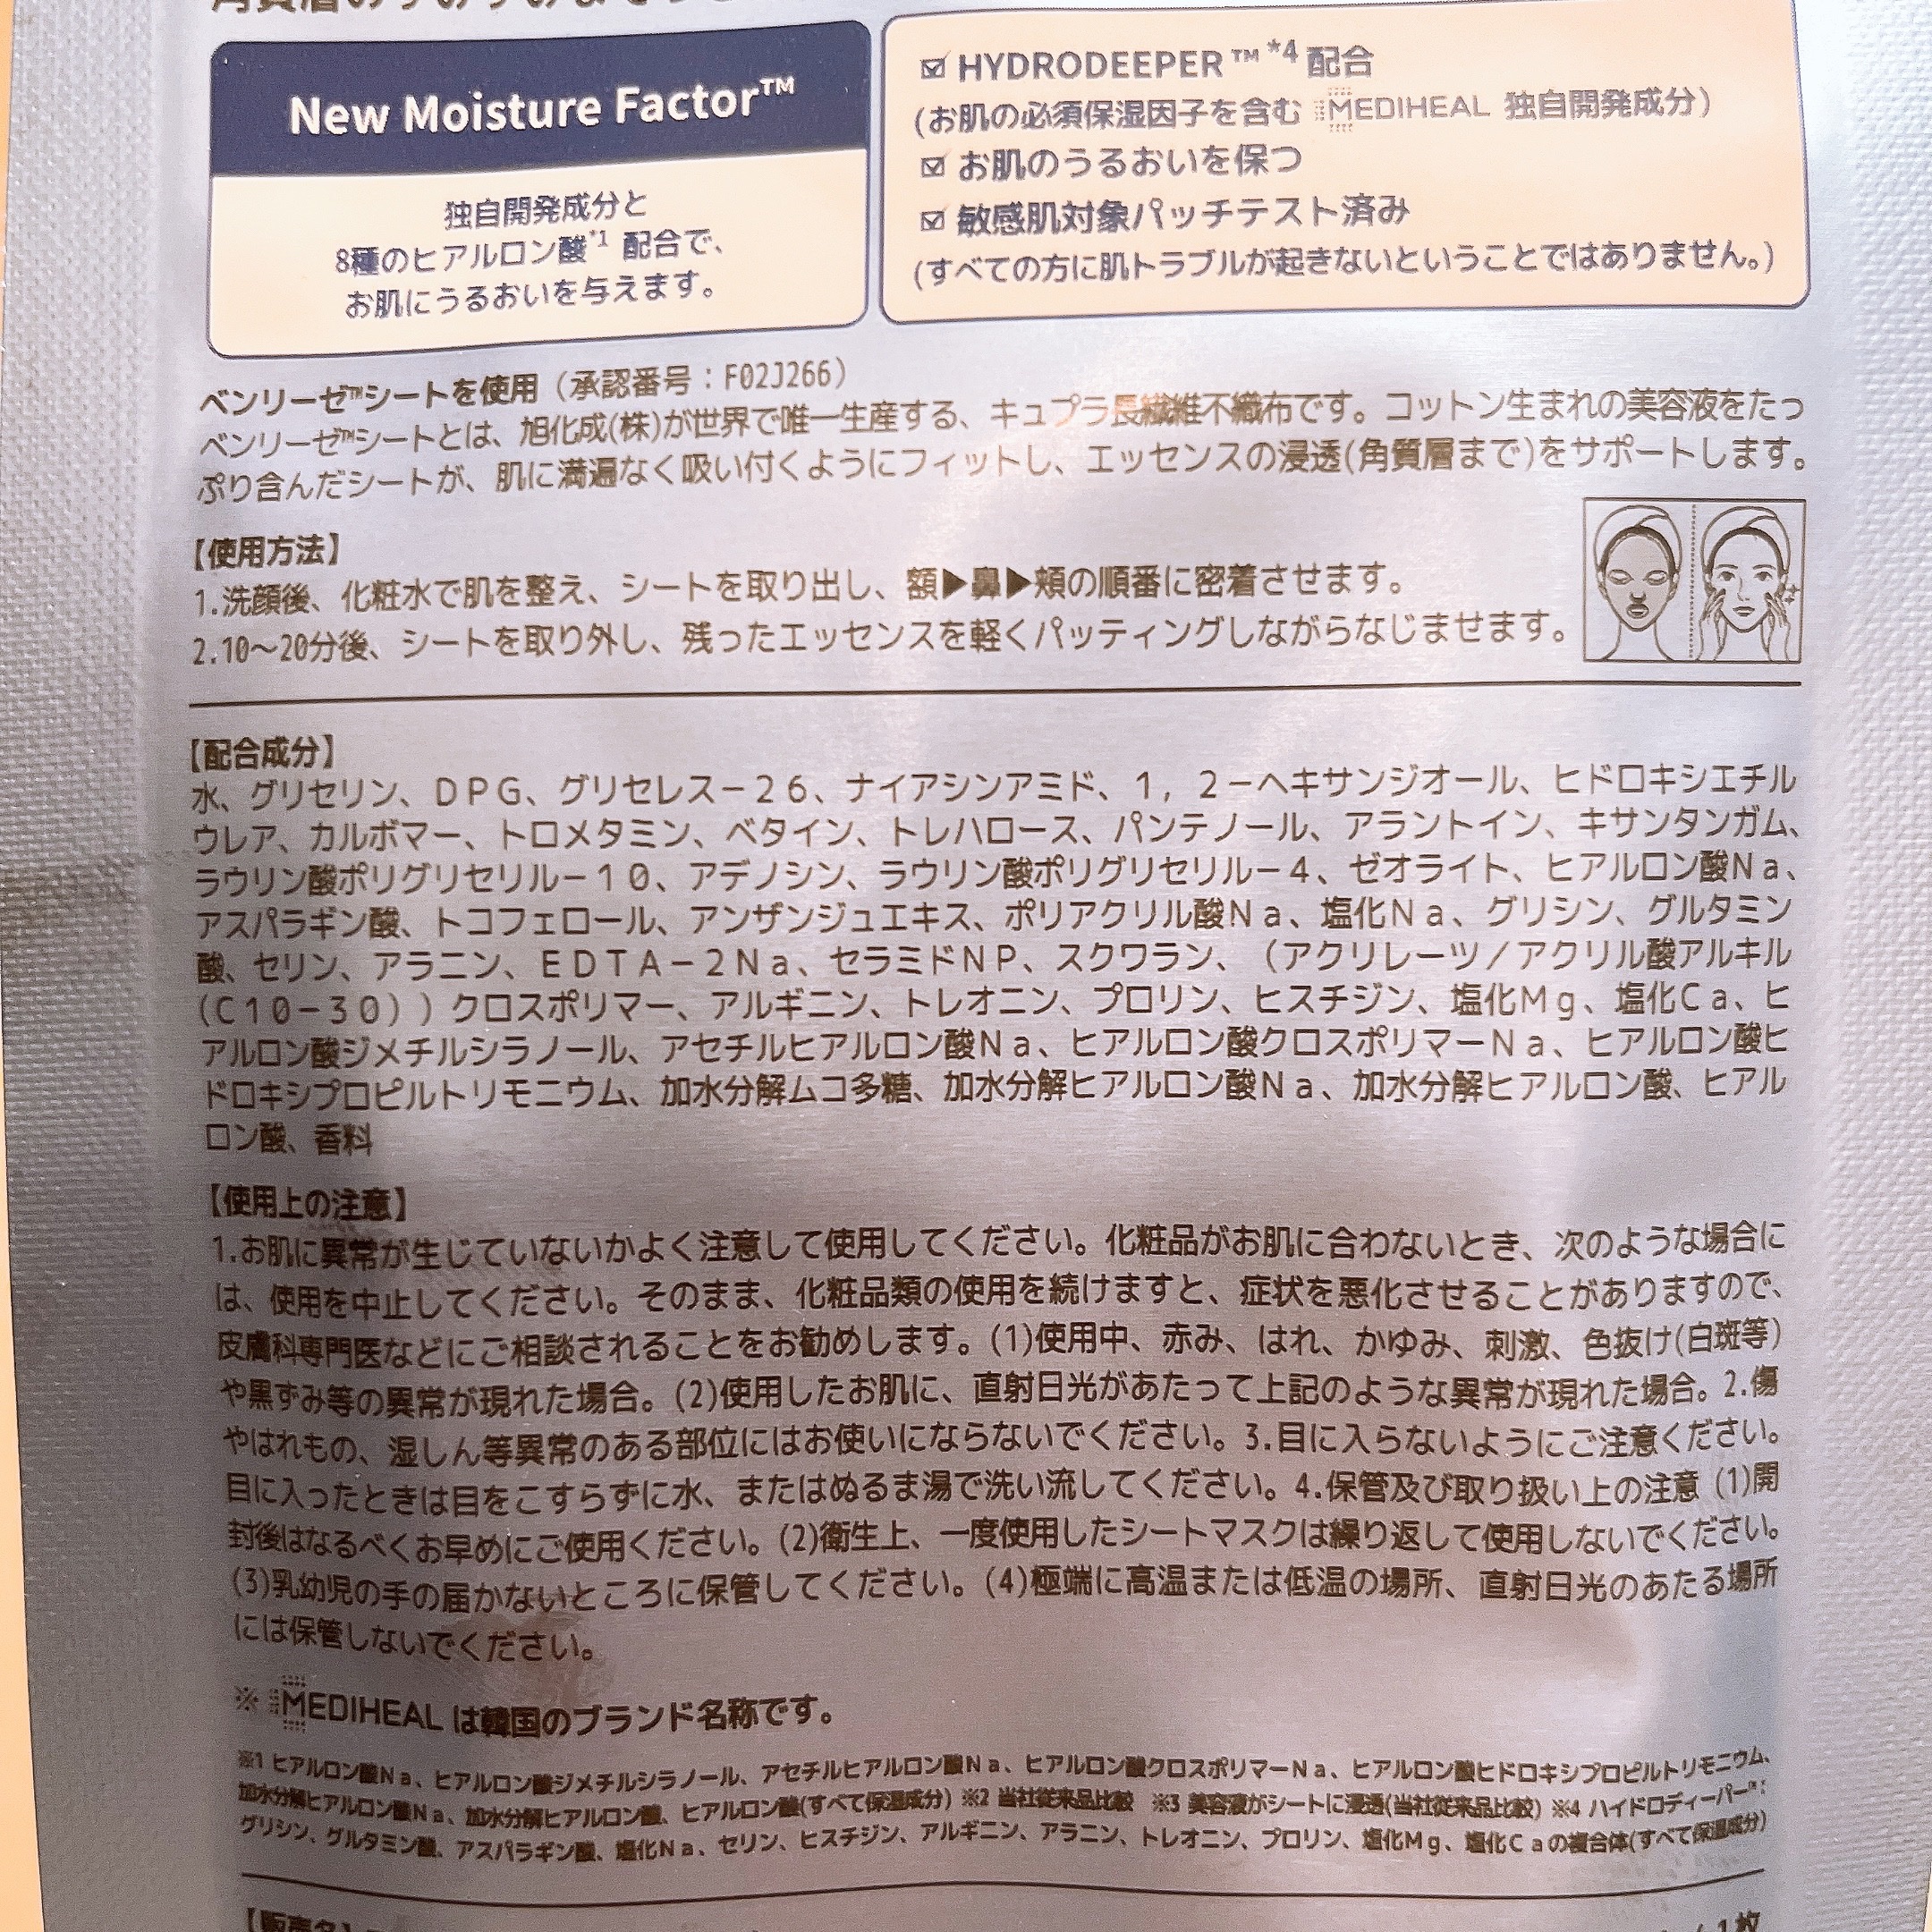 New Moisture Factor™
独自開発成分と
8種のヒアルロン酸*1 配合で、
お肌にうるおいを与えます。
HYDRODEEPER™*4 配合
(お肌の必須保湿因子を含む MEDIHEAL 独自開発成分)
お肌のうるおいを保つ
敏感肌対象パッチテスト済み
(すべての方に肌トラブルが起きないということではありません。)
ベンリーゼ™シートを使用（承認番号：F02J266）
ベンリーゼ™シートとは、旭化成(株)が世界で唯一生産する、キュプラ長繊維不織布です。コットン生まれの美容液をたっ
ぷり含んだシートが、肌に満遍なく吸い付くようにフィットし、エッセンスの浸透(角質層まで)をサポートします。
【使用方法】
1.洗顔後、化粧水で肌を整え、シートを取り出し、額▶鼻▶頬の順番に密着させます。
2.10〜20分後、シートを取り外し、残ったエッセンスを軽くパッティングしながらなじませます。
【配合成分】
水、グリセリン、ＤＰＧ、グリセレス－２６、ナイアシンアミド、１，２－ヘキサンジオール、ヒドロキシエチル
ウレア、カルボマー、トロメタミン、ベタイン、トレハロース、パンテノール、アラントイン、キサンタンガム、
ラウリン酸ポリグリセリル－１０、アデノシン、ラウリン酸ポリグリセリル－４、ゼオライト、ヒアルロン酸Ｎａ、
アスパラギン酸、トコフェロール、アンザンジュエキス、ポリアクリル酸Ｎａ、塩化Ｎａ、グリシン、グルタミン
酸、セリン、アラニン、ＥＤＴＡ－２Ｎａ、セラミドＮＰ、スクワラン、（アクリレーツ／アクリル酸アルキル
（Ｃ１０－３０））クロスポリマー、アルギニン、トレオニン、プロリン、ヒスチジン、塩化Ｍｇ、塩化Ｃａ、ヒ
アルロン酸ジメチルシラノール、アセチルヒアルロン酸Ｎａ、ヒアルロン酸クロスポリマーＮａ、ヒアルロン酸ヒ
ドロキシプロピルトリモニウム、加水分解ムコ多糖、加水分解ヒアルロン酸Ｎａ、加水分解ヒアルロン酸、ヒアル
ロン酸、香料
【使用上の注意】
1.お肌に異常が生じていないかよく注意して使用してください。化粧品がお肌に合わないとき、次のような場合に
は、使用を中止してください。そのまま、化粧品類の使用を続けますと、症状を悪化させることがありますので、
皮膚科専門医などにご相談されることをお勧めします。(1)使用中、赤み、はれ、かゆみ、刺激、色抜け(白斑等)
や黒ずみ等の異常が現れた場合。(2)使用したお肌に、直射日光があたって上記のような異常が現れた場合。2.傷
やはれもの、湿しん等異常のある部位にはお使いにならないでください。3.目に入らないようにご注意ください。
目に入ったときは目をこすらずに水、またはぬるま湯で洗い流してください。4.保管及び取り扱い上の注意 (1)開
封後はなるべくお早めにご使用ください。(2)衛生上、一度使用したシートマスクは繰り返して使用しないでください。
(3)乳幼児の手の届かないところに保管してください。(4)極端に高温または低温の場所、直射日光のあたる場所
には保管しないでください。
※ MEDIHEAL は韓国のブランド名称です。
※1 ヒアルロン酸Ｎａ、ヒアルロン酸ジメチルシラノール、アセチルヒアルロン酸Ｎａ、ヒアルロン酸クロスポリマーＮａ、ヒアルロン酸ヒドロキシプロピルトリモニウム、
加水分解ヒアルロン酸Ｎａ、加水分解ヒアルロン酸、ヒアルロン酸(すべて保湿成分) ※2 当社従来品比較 ※3 美容液がシートに浸透(当社従来品比較) ※4 ハイドロディーパー™：
グリシン、グルタミン酸、アスパラギン酸、塩化Ｎａ、セリン、ヒスチジン、アルギニン、アラニン、トレオニン、プロリン、塩化Ｍｇ、塩化Ｃａの複合体(すべて保湿成分)